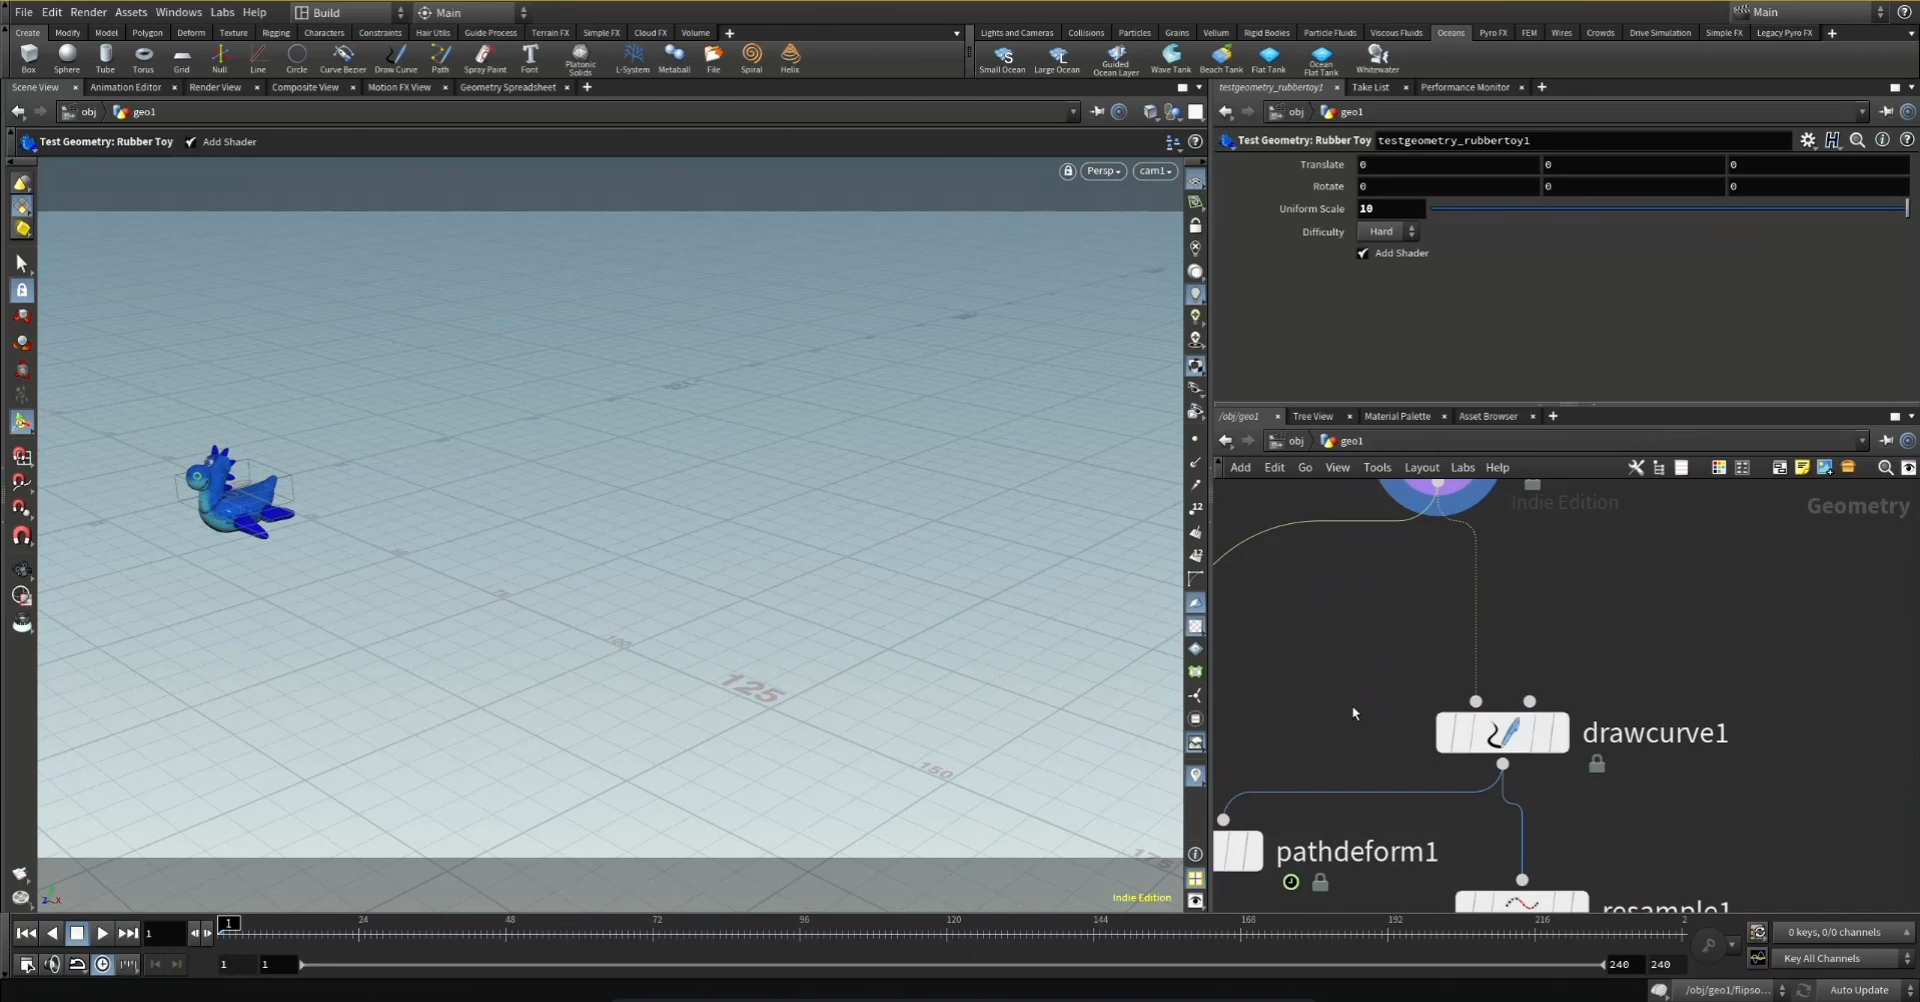 File Edit Render Assets Windows Labs Help Build Main Main
Create Modify Model Polygon Deform Texture Rigging Characters Constraints Hair Utils Guide Process Terrain FX Simple FX Cloud FX Volume
Lights and Cameras Collisions Particles Grains Vellum Rigid Bodies Particle Fluids Viscous Fluids Oceans Pyro FX FEM Wires Crowds Drive Simulation Simple FX Legacy Pyro FX
Box Sphere Tube Torus Grid Null Line Circle Curve Bezier Draw Curve Path Spray Paint Font Platonic Solids L-System Metaball File Spiral Helix
Small Ocean Large Ocean Guided Ocean Layer Wave Tank Beach Tank Flat Tank Ocean Flat Tank Whitewater
Scene View Animation Editor Render View Composite View Motion FX View Geometry Spreadsheet
testgeometry_rubbertoy1 Take List Performance Monitor
obj geo1
obj geo1
Test Geometry: Rubber Toy Add Shader
Test Geometry: Rubber Toy testgeometry_rubbertoy1
Persp cam1
Translate 0 0 0
Rotate 0 0 0
Uniform Scale 10
Difficulty Hard
Add Shader
/obj/geo1 Tree View Material Palette Asset Browser
obj geo1
Add Edit Go View Tools Layout Labs Help
Indie Edition
Geometry
drawcurve1
pathdeform1
resample1
125
150
175
100
Indie Edition
1 24 48 72 96 120 144 168 192 216 2
1
0 keys, 0/0 channels
1 1 240 240
Key All Channels
/obj/geo1/flipso... Auto Update